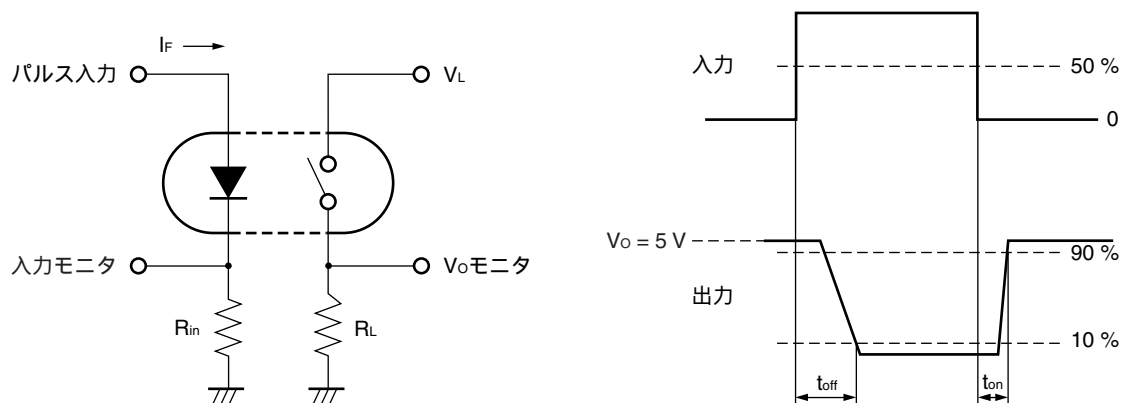 IF
パルス入力
VL
入力モニタ
VOモニタ
Rin
RL
入力
50 %
0
VO = 5 V
90 %
出力
10 %
toff
ton